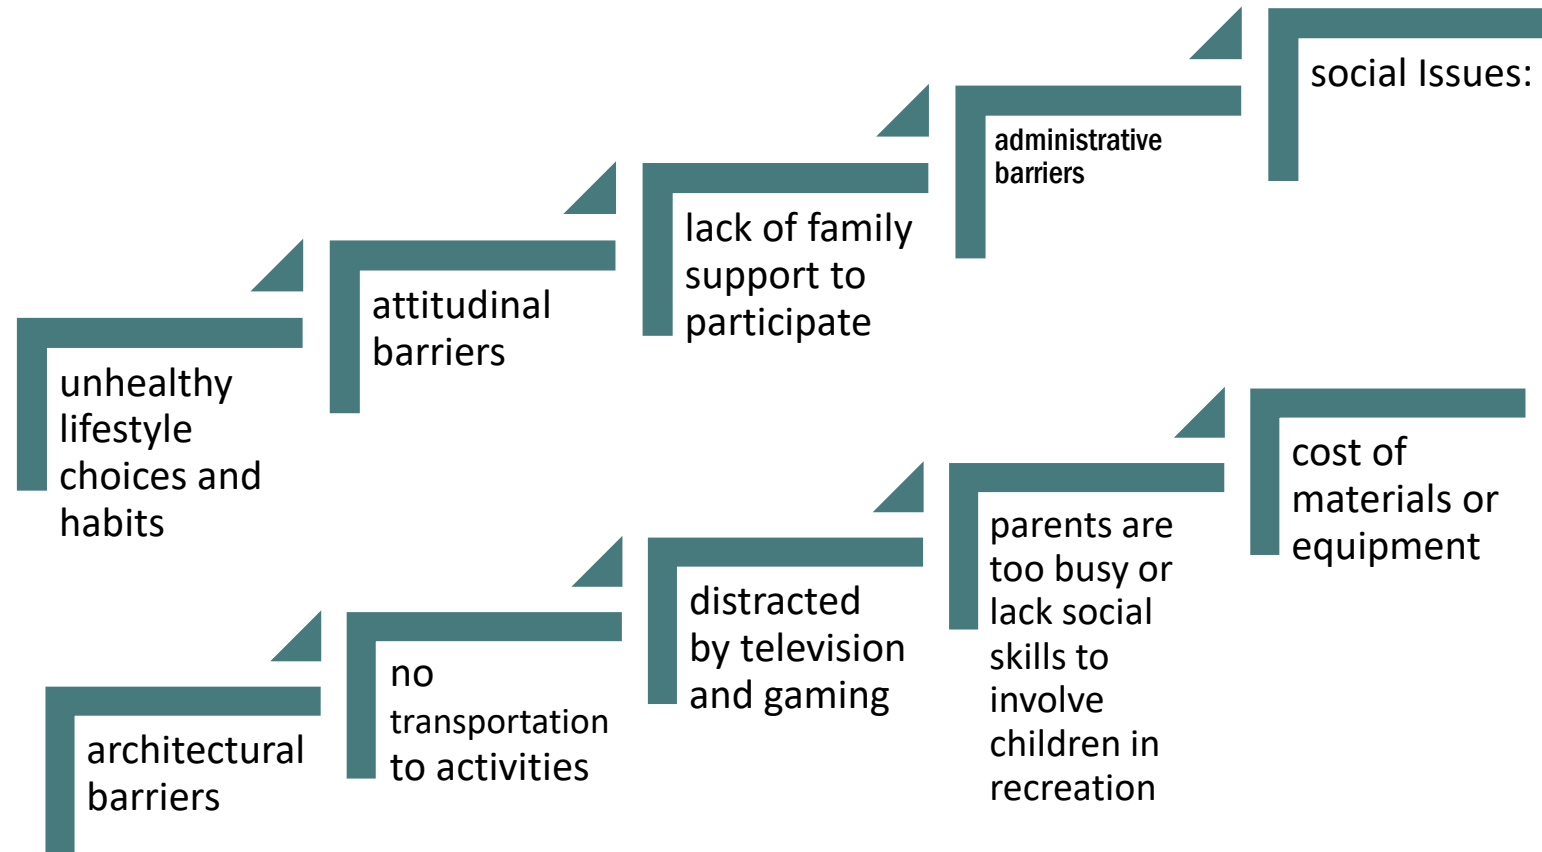 unhealthy
lifestyle
choices and
habits
attitudinal
barriers
lack of family
support to
participate
administrative
barriers
social Issues:
architectural
barriers
no
transportation
to activities
distracted
by television
and gaming
parents are
too busy or
lack social
skills to
involve
children in
recreation
cost of
materials or
equipment